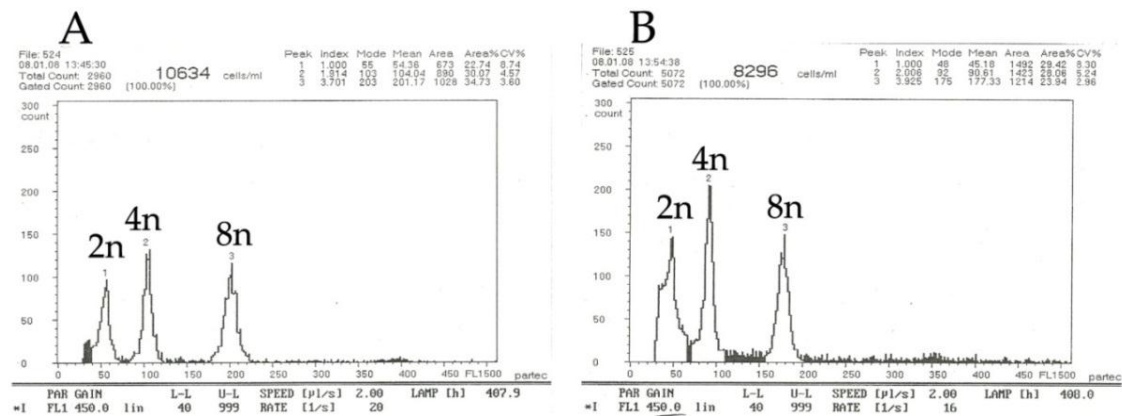 A
File: 524
08.01.08 13:45:30
Total Count: 2960 10634 cells/ml
Gated Count: 2960 (100.00%)
Peak Index Mode Mean Area Area% CV%
1 1.000 55 54.36 673 22.74 8.74
2 1.914 103 104.04 890 30.07 4.57
3 3.701 203 201.17 1028 34.73 3.60
300
count
250
200
150
100
50
0
2n
4n
8n
1
2
3
50 100 150 200 250 300 350 400 450 FL1 500
partec
PAR GAIN L-L U-L SPEED [µl/s] 2.00 LAMP [h] 407.9
*I FL1 450.0 lin 40 999 RATE [1/s] 20
B
File: 525
08.01.08 13:54:38
Total Count: 5072 8296 cells/ml
Gated Count: 5072 (100.00%)
Peak Index Mode Mean Area Area% CV%
1 1.000 48 45.18 1492 29.42 8.30
2 2.006 92 90.61 1423 28.06 5.24
3 3.925 175 177.33 1214 23.94 2.96
300
count
250
200
150
100
50
0
2n
4n
8n
1
2
3
50 100 150 200 250 300 350 400 450 FL1 500
partec
PAR GAIN L-L U-L SPEED [µl/s] 2.00 LAMP [h] 408.0
*I FL1 450.0 lin 40 999 RATE [1/s] 16